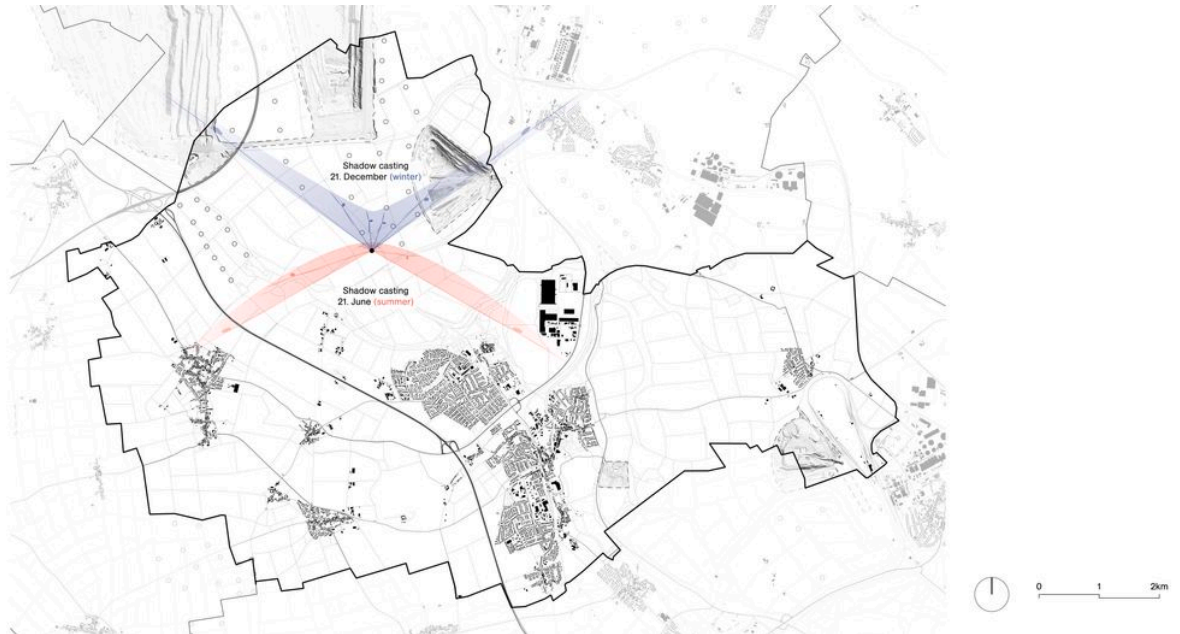 Shadow casting
21. December (winter)
Shadow casting
21. June (summer)
0 1 2km